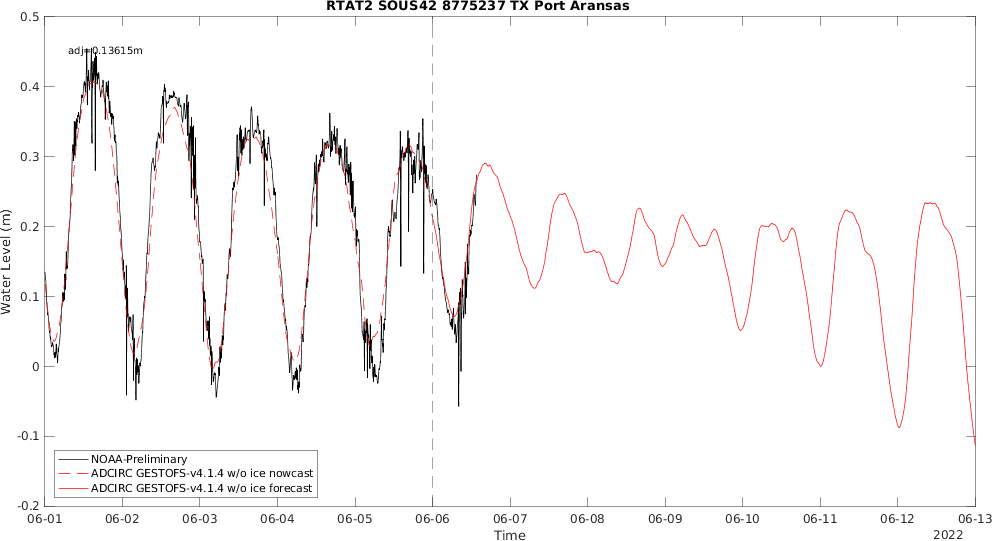 RTAT2 SOUS42 8775237 TX Port Aransas
adj=0.13615m
Water Level (m)
0.5
0.4
0.3
0.2
0.1
0
-0.1
-0.2
NOAA-Preliminary
ADCIRC GESTOFS-v4.1.4 w/o ice nowcast
ADCIRC GESTOFS-v4.1.4 w/o ice forecast
06-01 06-02 06-03 06-04 06-05 06-06 06-07 06-08 06-09 06-10 06-11 06-12 06-13
Time
2022